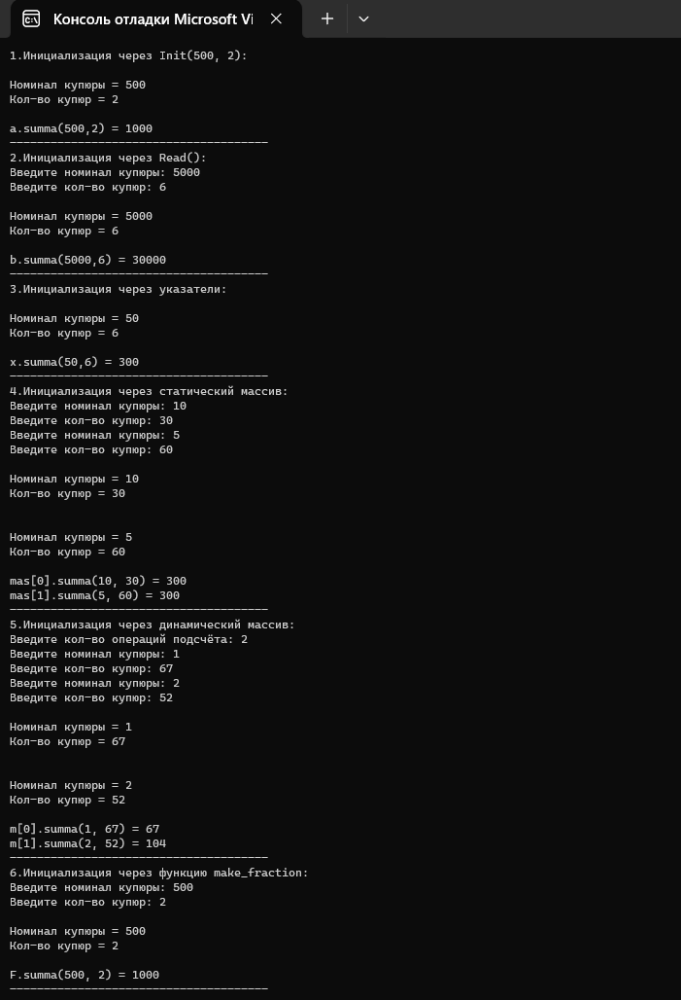 Консоль отладки Microsoft Vi
1.Инициализация через Init(500, 2):
Номинал купюры = 500
Кол-во купюр = 2
a.summa(500,2) = 1000
--------------------------------------
2.Инициализация через Read():
Введите номинал купюры: 5000
Введите кол-во купюр: 6
Номинал купюры = 5000
Кол-во купюр = 6
b.summa(5000,6) = 30000
--------------------------------------
3.Инициализация через указатели:
Номинал купюры = 50
Кол-во купюр = 6
x.summa(50,6) = 300
--------------------------------------
4.Инициализация через статический массив:
Введите номинал купюры: 10
Введите кол-во купюр: 30
Введите номинал купюры: 5
Введите кол-во купюр: 60
Номинал купюры = 10
Кол-во купюр = 30
Номинал купюры = 5
Кол-во купюр = 60
mas[0].summa(10, 30) = 300
mas[1].summa(5, 60) = 300
--------------------------------------
5.Инициализация через динамический массив:
Введите кол-во операций подсчёта: 2
Введите номинал купюры: 1
Введите кол-во купюр: 67
Введите номинал купюры: 2
Введите кол-во купюр: 52
Номинал купюры = 1
Кол-во купюр = 67
Номинал купюры = 2
Кол-во купюр = 52
m[0].summa(1, 67) = 67
m[1].summa(2, 52) = 104
--------------------------------------
6.Инициализация через функцию make_fraction:
Введите номинал купюры: 500
Введите кол-во купюр: 2
Номинал купюры = 500
Кол-во купюр = 2
F.summa(500, 2) = 1000
--------------------------------------